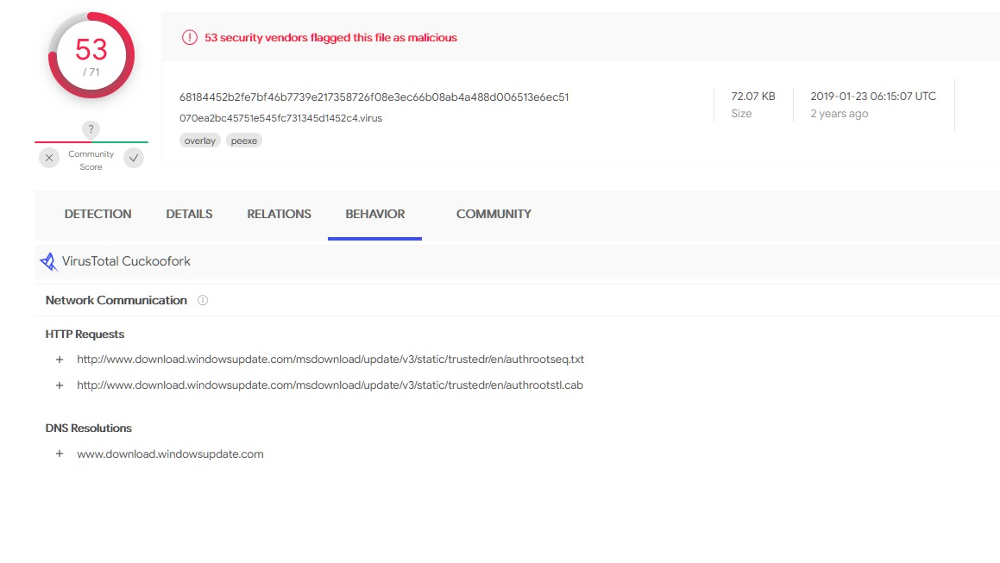 53
/ 71
?
Community
Score
53 security vendors flagged this file as malicious
68184452b2fe7bf46b7739e217358726f08e3ec66b08ab4a488d006513e6ec51
070ea2bc45751e545fc731345d1452c4.virus
overlay peexe
72.07 KB
Size
2019-01-23 06:15:07 UTC
2 years ago
DETECTION DETAILS RELATIONS BEHAVIOR COMMUNITY
VirusTotal Cuckoofork
Network Communication
HTTP Requests
+ http://www.download.windowsupdate.com/msdownload/update/v3/static/trustedr/en/authrootseq.txt
+ http://www.download.windowsupdate.com/msdownload/update/v3/static/trustedr/en/authrootstl.cab
DNS Resolutions
+ www.download.windowsupdate.com